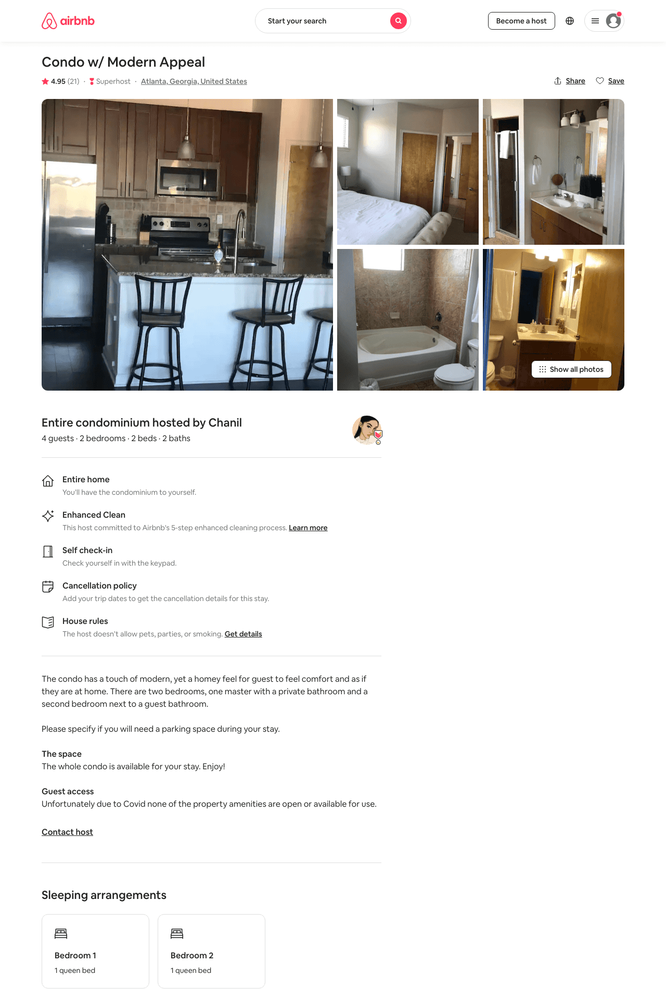 airbnb
Start your search
Become a host
Condo w/ Modern Appeal
4.95 (21) · Superhost · Atlanta, Georgia, United States
Share
Save
Show all photos
Entire condominium hosted by Chanil
4 guests · 2 bedrooms · 2 beds · 2 baths
Entire home
You’ll have the condominium to yourself.
Enhanced Clean
This host committed to Airbnb's 5-step enhanced cleaning process. Learn more
Self check-in
Check yourself in with the keypad.
Cancellation policy
Add your trip dates to get the cancellation details for this stay.
House rules
The host doesn’t allow pets, parties, or smoking. Get details
The condo has a touch of modern, yet a homey feel for guest to feel comfort and as if
they are at home. There are two bedrooms, one master with a private bathroom and a
second bedroom next to a guest bathroom.
Please specify if you will need a parking space during your stay.
The space
The whole condo is available for your stay. Enjoy!
Guest access
Unfortunately due to Covid none of the property amenities are open or available for use.
Contact host
Sleeping arrangements
Bedroom 1
1 queen bed
Bedroom 2
1 queen bed